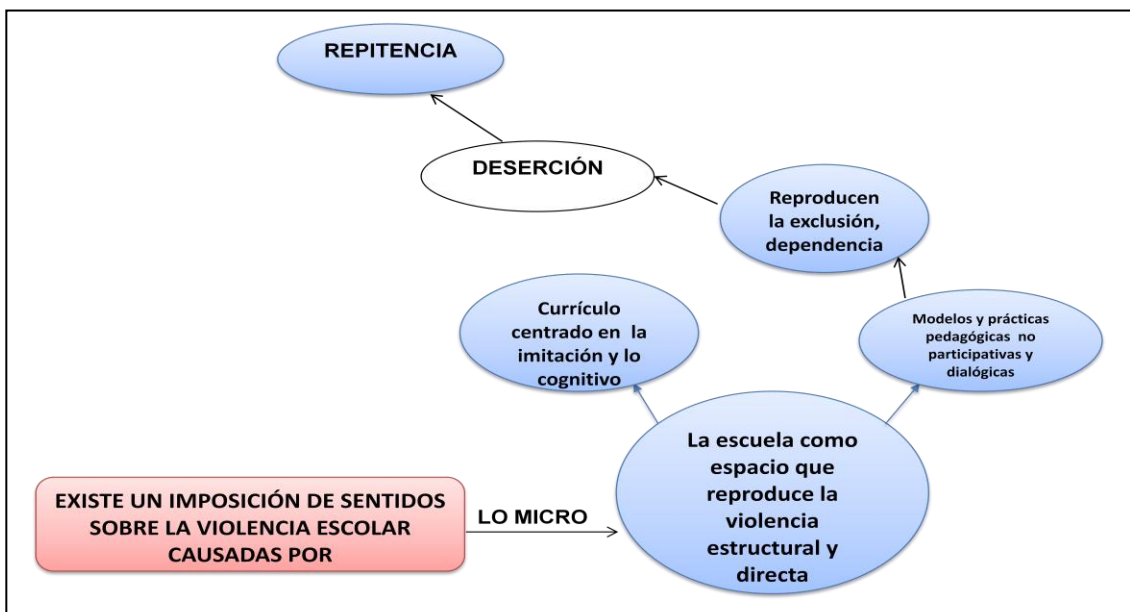 REPITENCIA
DESERCIÓN
Reproducen
la exclusión,
dependencia
Currículo
centrado en la
imitación y lo
cognitivo
Modelos y prácticas
pedagógicas no
participativas y
dialógicas
La escuela como
espacio que
reproduce la
violencia
estructural y
directa
EXISTE UN IMPOSICIÓN DE SENTIDOS
SOBRE LA VIOLENCIA ESCOLAR
CAUSADAS POR
LO MICRO